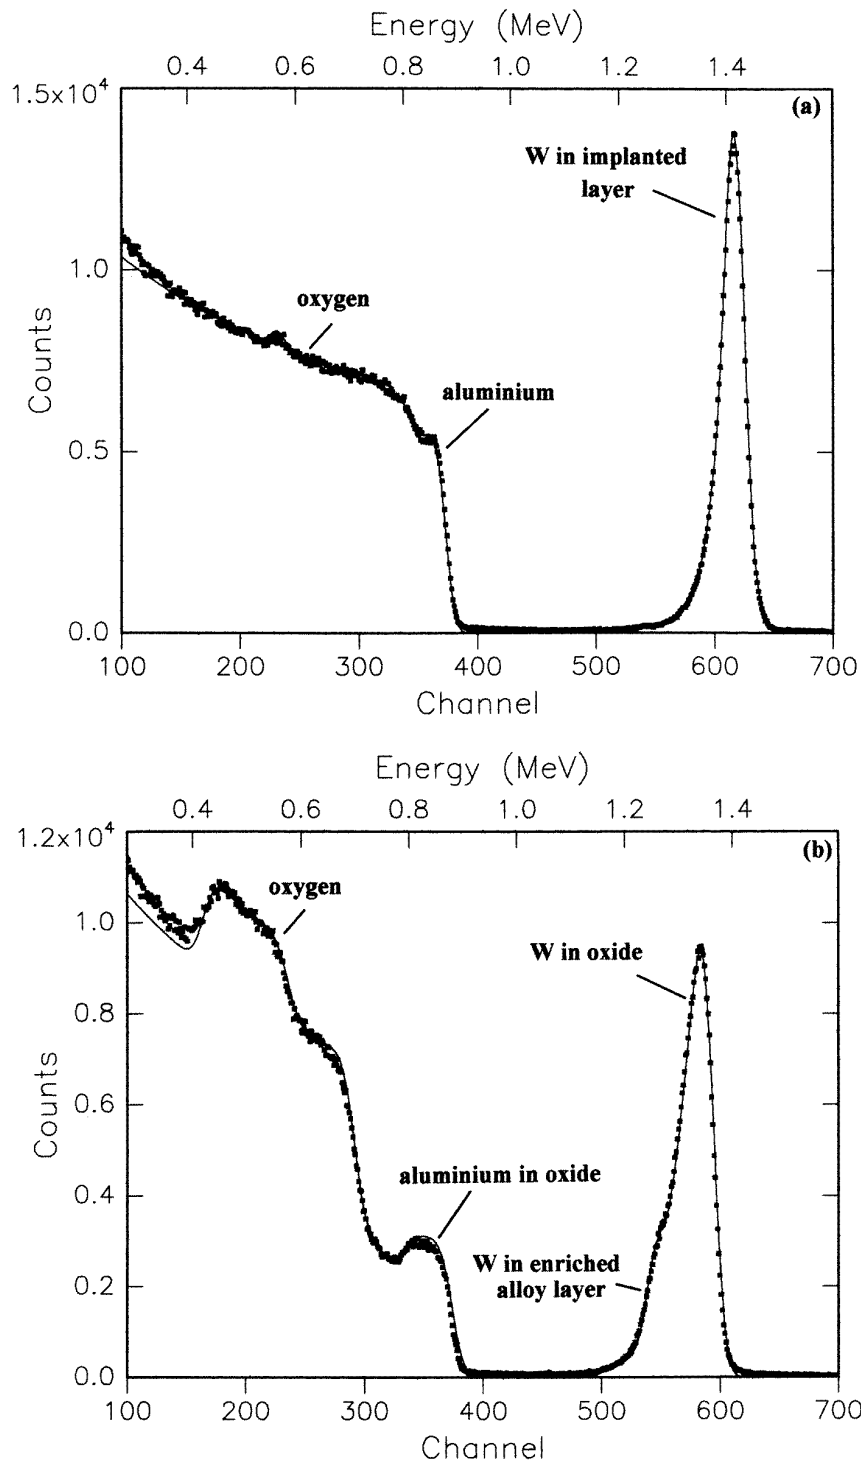 Energy (MeV)
0.4 0.6 0.8 1.0 1.2 1.4
1.5x10⁴
(a)
W in implanted
layer
1.0
oxygen
Counts
aluminium
0.5
0.0
100 200 300 400 500 600 700
Channel
Energy (MeV)
0.4 0.6 0.8 1.0 1.2 1.4
1.2x10⁴
(b)
oxygen
1.0
W in oxide
0.8
Counts
0.6
aluminium in oxide
0.4
W in enriched
alloy layer
0.2
0.0
100 200 300 400 500 600 700
Channel